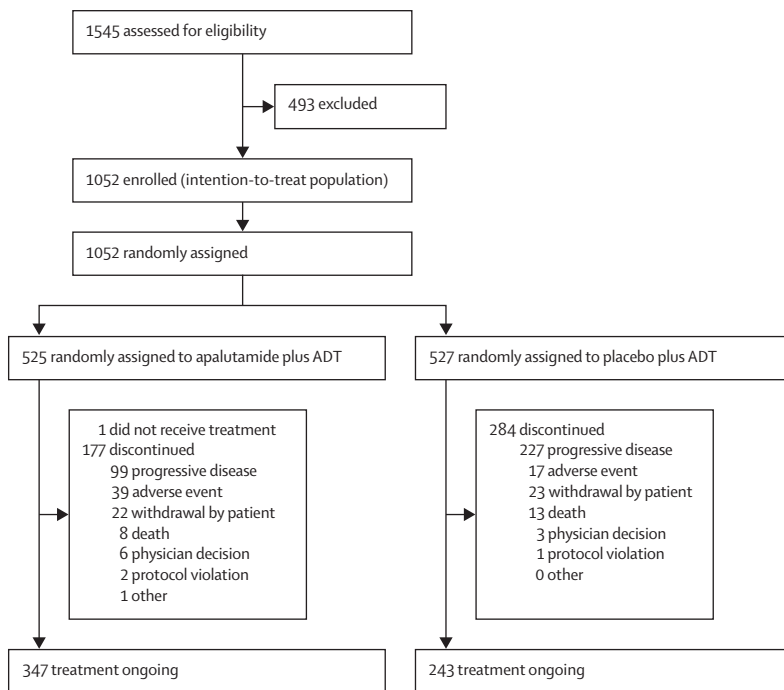 1545 assessed for eligibility
493 excluded
1052 enrolled (intention-to-treat population)
1052 randomly assigned
525 randomly assigned to apalutamide plus ADT
527 randomly assigned to placebo plus ADT
1 did not receive treatment
177 discontinued
99 progressive disease
39 adverse event
22 withdrawal by patient
8 death
6 physician decision
2 protocol violation
1 other
284 discontinued
227 progressive disease
17 adverse event
23 withdrawal by patient
13 death
3 physician decision
1 protocol violation
0 other
347 treatment ongoing
243 treatment ongoing